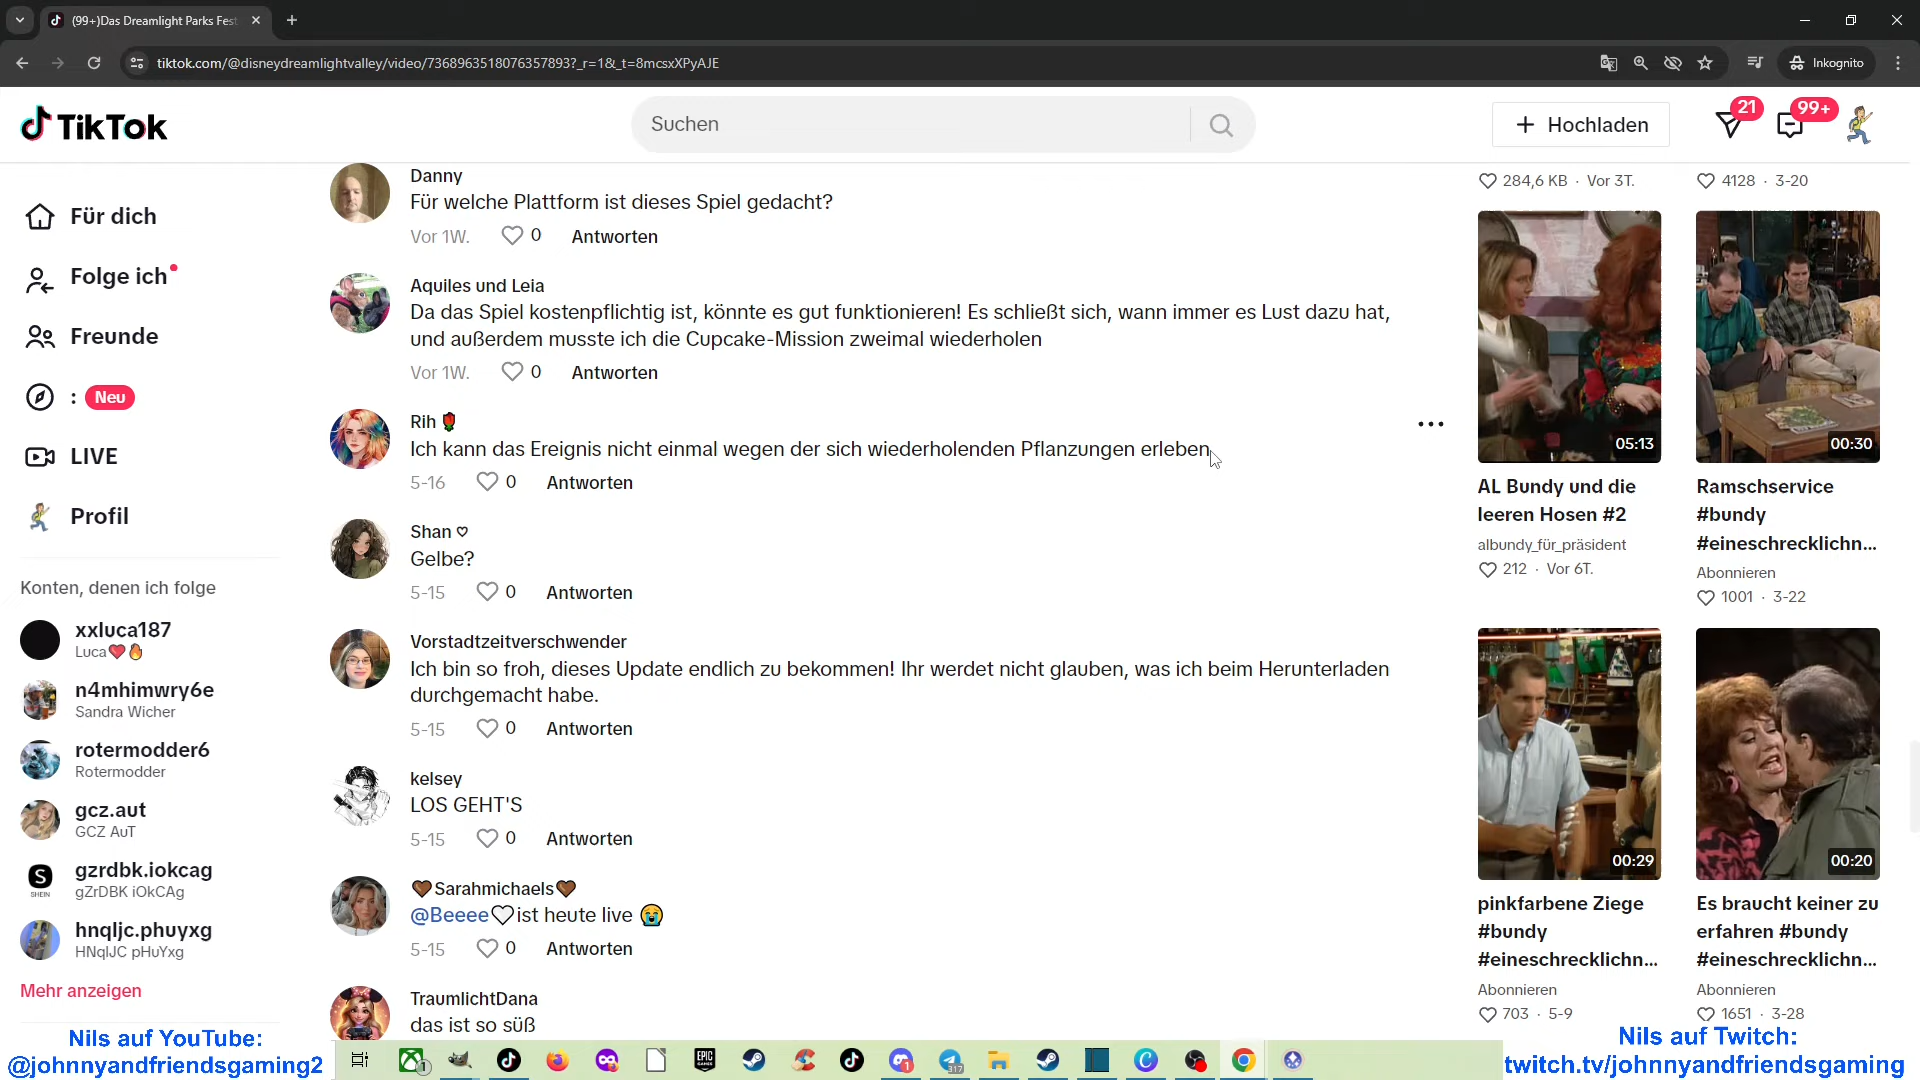 (99+)Das Dreamlight Parks Fest
tiktok.com/@disneydreamlightvalley/video/7368963518076357893?_r=1&_t=8mcsxXPyAJE
Inkognito
TikTok
Suchen
Hochladen
21
99+
Für dich
Folge ich
Freunde
: Neu
LIVE
Profil
Konten, denen ich folge
xxluca187
Luca❤️🔥
n4mhimwry6e
Sandra Wicher
rotermodder6
Rotermodder
gcz.aut
GCZ AuT
SHEIN
gzrdbk.iokcag
gZrDBK iOkCAg
hnqljc.phuyxg
HNqlJC pHuYxg
Mehr anzeigen
Danny
Für welche Plattform ist dieses Spiel gedacht?
Vor 1W. 0 Antworten
Aquiles und Leia
Da das Spiel kostenpflichtig ist, könnte es gut funktionieren! Es schließt sich, wann immer es Lust dazu hat,
und außerdem musste ich die Cupcake-Mission zweimal wiederholen
Vor 1W. 0 Antworten
Rih🌹
Ich kann das Ereignis nicht einmal wegen der sich wiederholenden Pflanzungen erleben.
5-16 0 Antworten
Shan ♡
Gelbe?
5-15 0 Antworten
Vorstadtzeitverschwender
Ich bin so froh, dieses Update endlich zu bekommen! Ihr werdet nicht glauben, was ich beim Herunterladen
durchgemacht habe.
5-15 0 Antworten
kelsey
LOS GEHT'S
5-15 0 Antworten
🤎Sarahmichaels🤎
@Beeee♡ist heute live 😭
5-15 0 Antworten
TraumlichtDana
das ist so süß
284,6 KB · Vor 3T.
4128 · 3-20
05:13
AL Bundy und die
leeren Hosen #2
albundy_für_präsident
212 · Vor 6T.
00:30
Ramschservice
#bundy
#eineschrecklichn...
Abonnieren
1001 · 3-22
00:29
pinkfarbene Ziege
#bundy
#eineschrecklichn...
Abonnieren
703 · 5-9
00:20
Es braucht keiner zu
erfahren #bundy
#eineschrecklichn...
Abonnieren
1651 · 3-28
Nils auf YouTube:
@johnnyandfriendsgaming2
1
EPIC
GAMES
1
317
Nils auf Twitch:
twitch.tv/johnnyandfriendsgaming